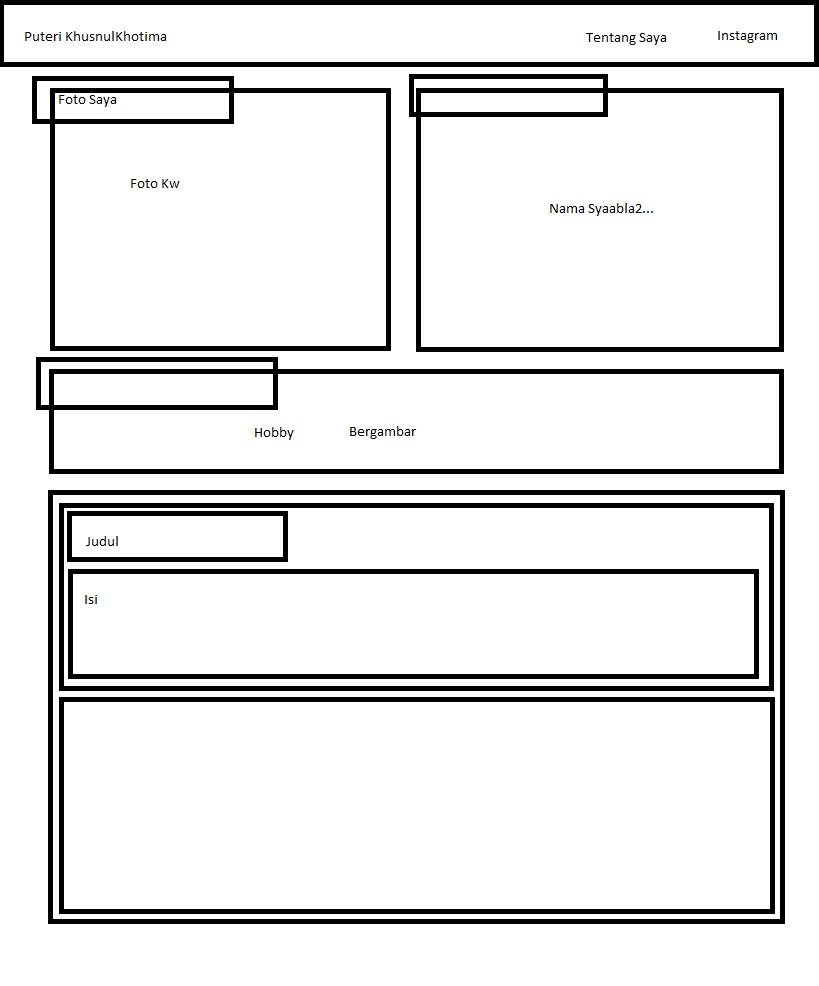 Puteri KhusnulKhotima
Tentang Saya
Instagram
Foto Saya
Foto Kw
Nama Syaabla2...
Hobby
Bergambar
Judul
Isi